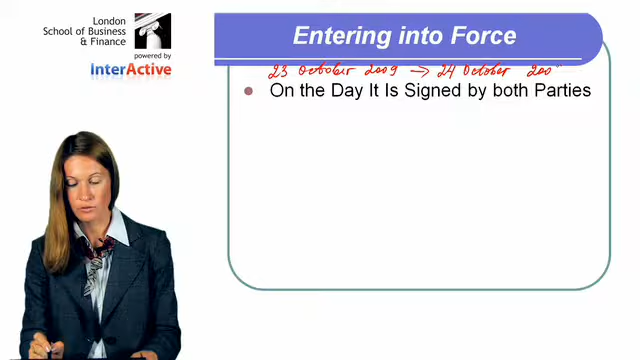 London
School of Business
& Finance
powered by
InterActive
Entering into Force
23 October 2009 → 24 October 200
On the Day It Is Signed by both Parties